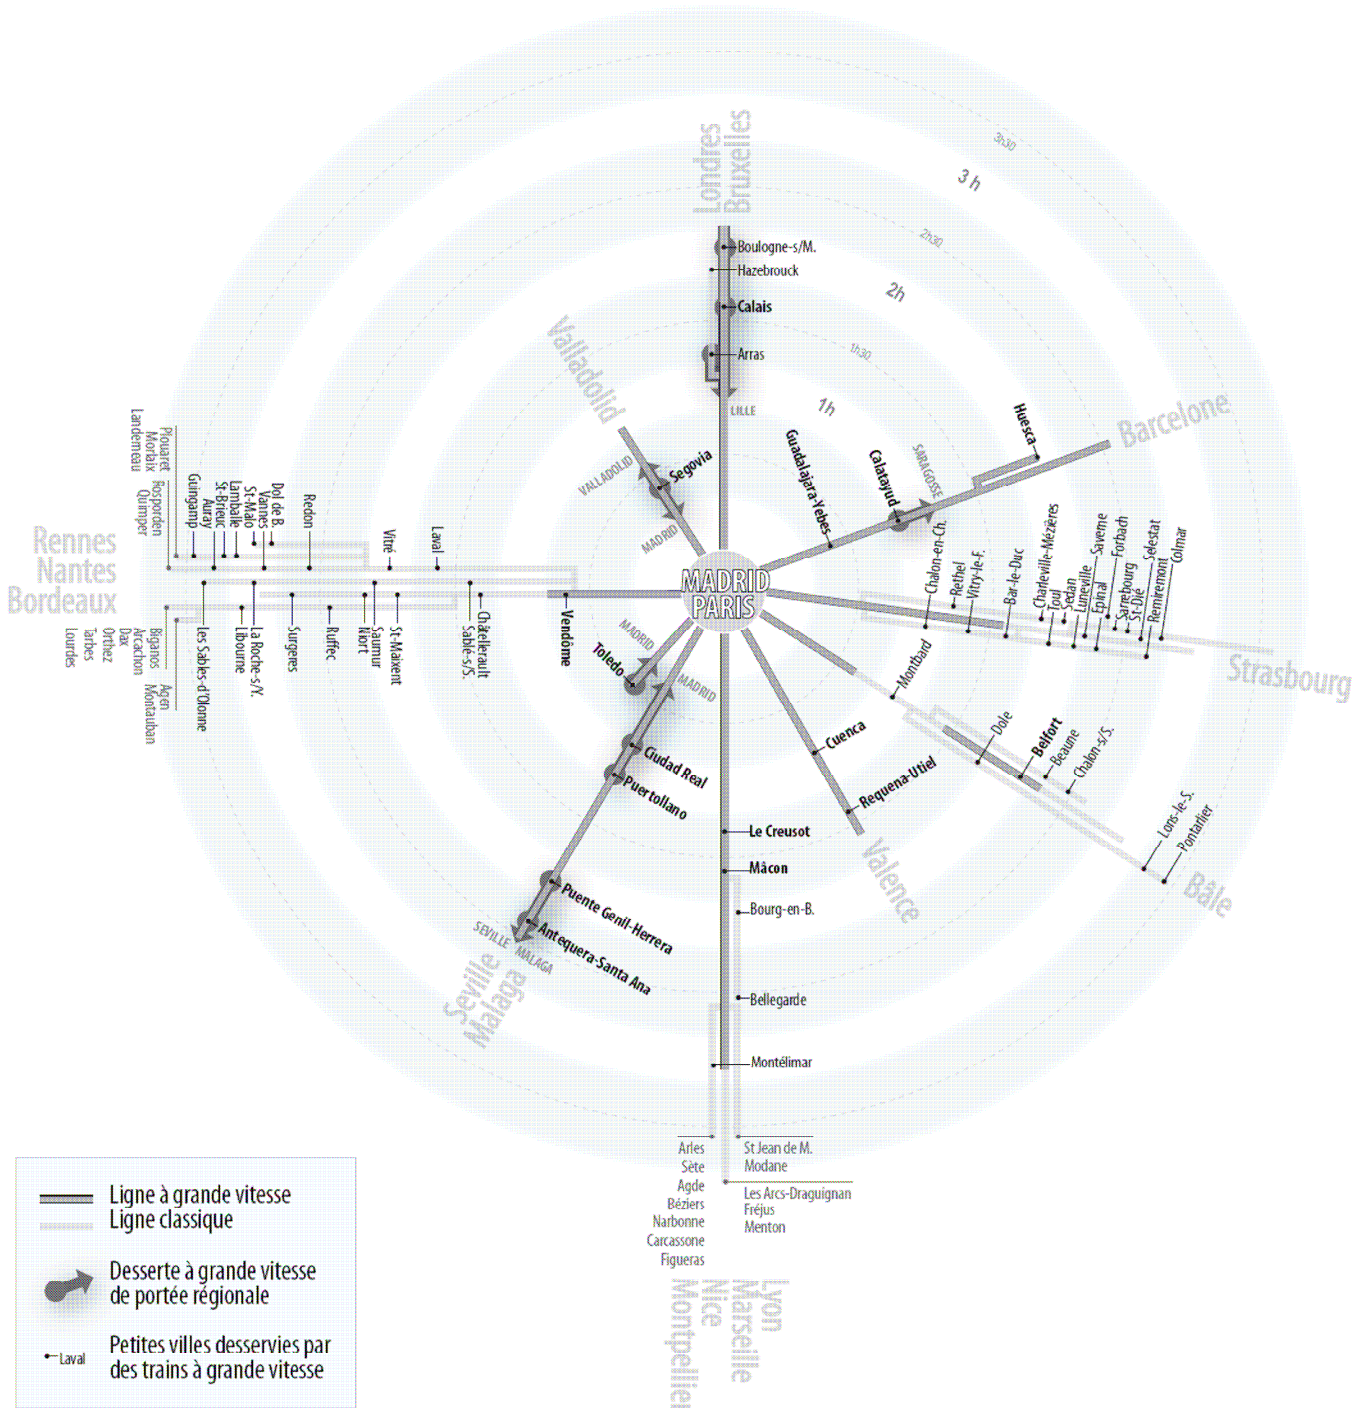 Londres
Bruxelles
3h30
3 h
2h30
2h
1h30
1h
Boulogne-s/M.
Hazebrouck
Calais
Arras
LILLE
Valladolid
VALLADOLID
Segovia
MADRID
Barcelone
Huesca
SARAGOSSE
Calatayud
Guadalajara-Yebes
MADRID
PARIS
Chalon-en-Ch.
Rethel
Vitry-le-F.
Bar-le-Duc
Charleville-Mézières
Toul
Sedan
Luneville
Saverne
Epinal
Forbach
Sarrebourg
St-Dié
Selestat
Remiremont
Colmar
Strasbourg
Montbard
Dole
Belfort
Beaune
Chalon-s/S.
Lons-le-S.
Pontarlier
Bâle
Cuenca
Requena-Utiel
Valence
Le Creusot
Mâcon
Bourg-en-B.
Bellegarde
Montélimar
Arles
Sète
Agde
Béziers
Narbonne
Carcassone
Figueras
St Jean de M.
Modane
Les Arcs-Draguignan
Fréjus
Menton
Lyon
Marseille
Nice
Montpellier
MADRID
Toledo
MADRID
Ciudad Real
Puertollano
Puente Genil-Herrera
Antequera-Santa Ana
SEVILLE
MALAGA
Seville
Malaga
Rennes
Nantes
Bordeaux
Plouaret
Morlaix
Landerneau
Rosporden
Quimper
Guingamp
Auray
St-Brieuc
Lamballe
St-Malo
Vannes
Dol de B.
Redon
Vitré
Laval
Vendôme
Châtellerault
Sablé-s/S.
St-Maixent
Saumur
Niort
Ruffec
Surgeres
La Roche-s/Y.
Libourne
Les Sables-d'Olonne
Biganos
Arcachon
Dax
Orthez
Tarbes
Lourdes
Agen
Montauban
Ligne à grande vitesse
Ligne classique
Desserte à grande vitesse
de portée régionale
Laval
Petites villes desservies par
des trains à grande vitesse